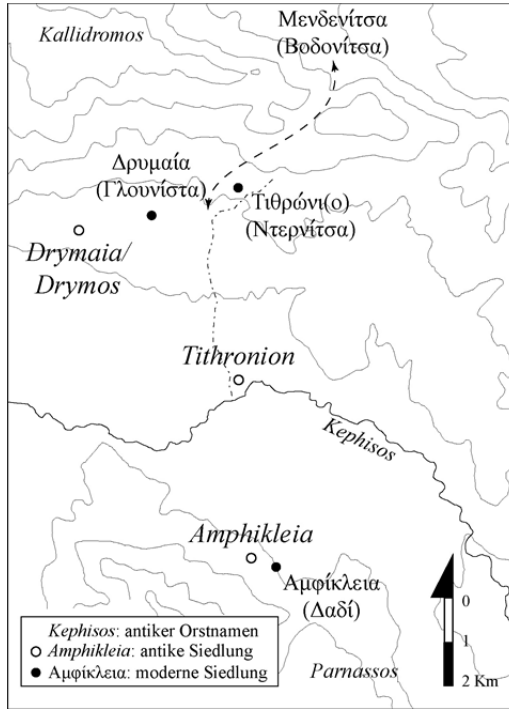 Kallidromos
Μενδενίτσα
(Βοδονίτσα)
Δρυμαία
(Γλουνίστα)
Τιθρώνι(ο)
(Ντερνίτσα)
Drymaia/
Drymos
Tithronion
Kephisos
Amphikleia
Αμφίκλεια
(Δαδί)
Parnassos
0
1
2 Km
Kephisos: antiker Orstnamen
Amphikleia: antike Siedlung
Αμφίκλεια: moderne Siedlung